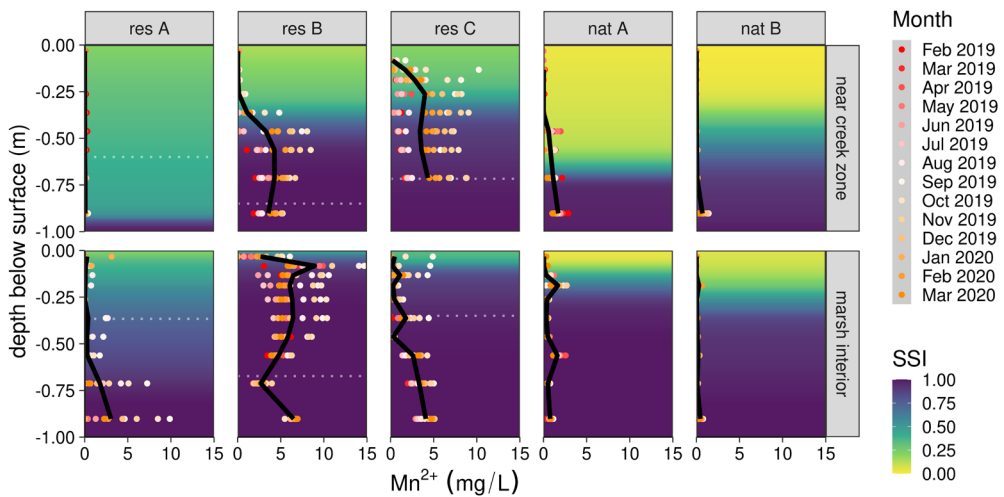 res A
res B
res C
nat A
nat B
0.00
-0.25
-0.50
-0.75
-1.00
near creek zone
0.00
-0.25
-0.50
-0.75
-1.00
marsh interior
depth below surface (m)
0 5 10 15
0 5 10 15
0 5 10 15
0 5 10 15
0 5 10 15
Mn²⁺ (mg/L)
Month
Feb 2019
Mar 2019
Apr 2019
May 2019
Jun 2019
Jul 2019
Aug 2019
Sep 2019
Oct 2019
Nov 2019
Dec 2019
Jan 2020
Feb 2020
Mar 2020
SSI
1.00
0.75
0.50
0.25
0.00